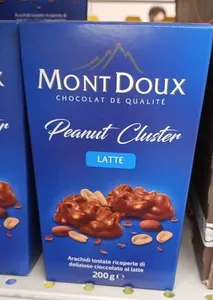 MONT DOUX
CHOCOLAT DE QUALITÉ
Peanut Cluster
LATTE
Arachidi tostate ricoperte di
delizioso cioccolato al latte
200g e